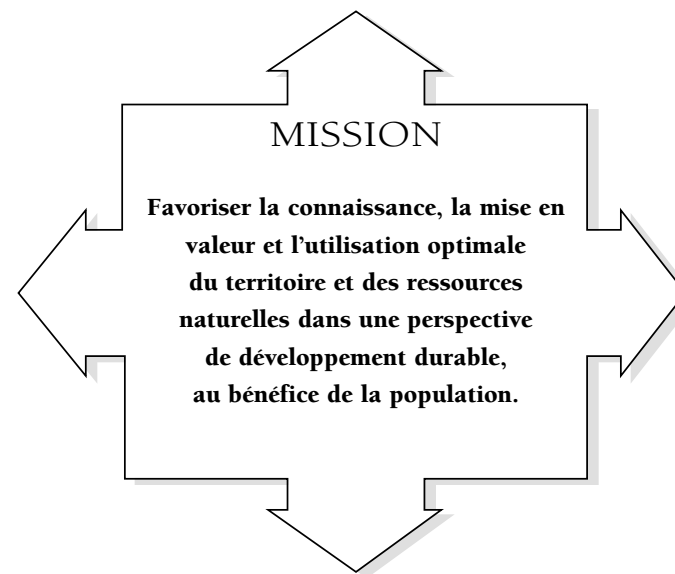 MISSION
Favoriser la connaissance, la mise en
valeur et l’utilisation optimale
du territoire et des ressources
naturelles dans une perspective
de développement durable,
au bénéfice de la population.